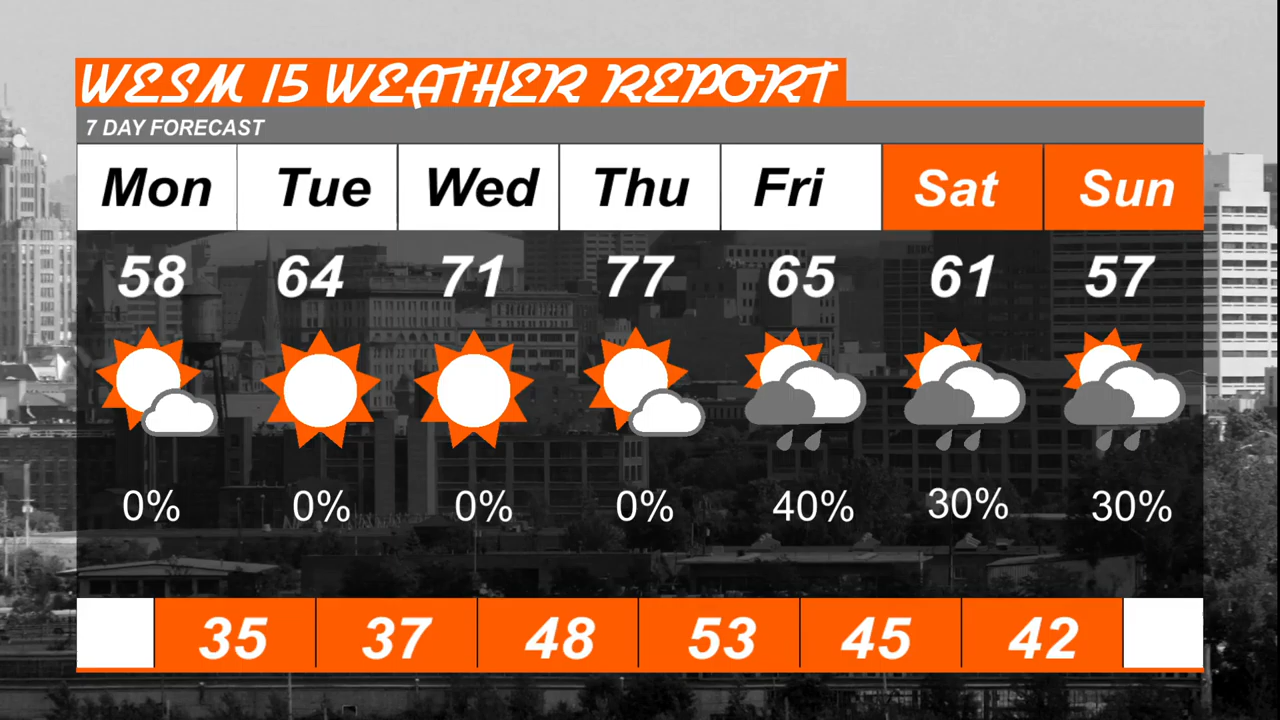 WESM 15 WEATHER REPORT
7 DAY FORECAST
Mon Tue Wed Thu Fri Sat Sun
58 64 71 77 65 61 57
0% 0% 0% 0% 40% 30% 30%
35 37 48 53 45 42